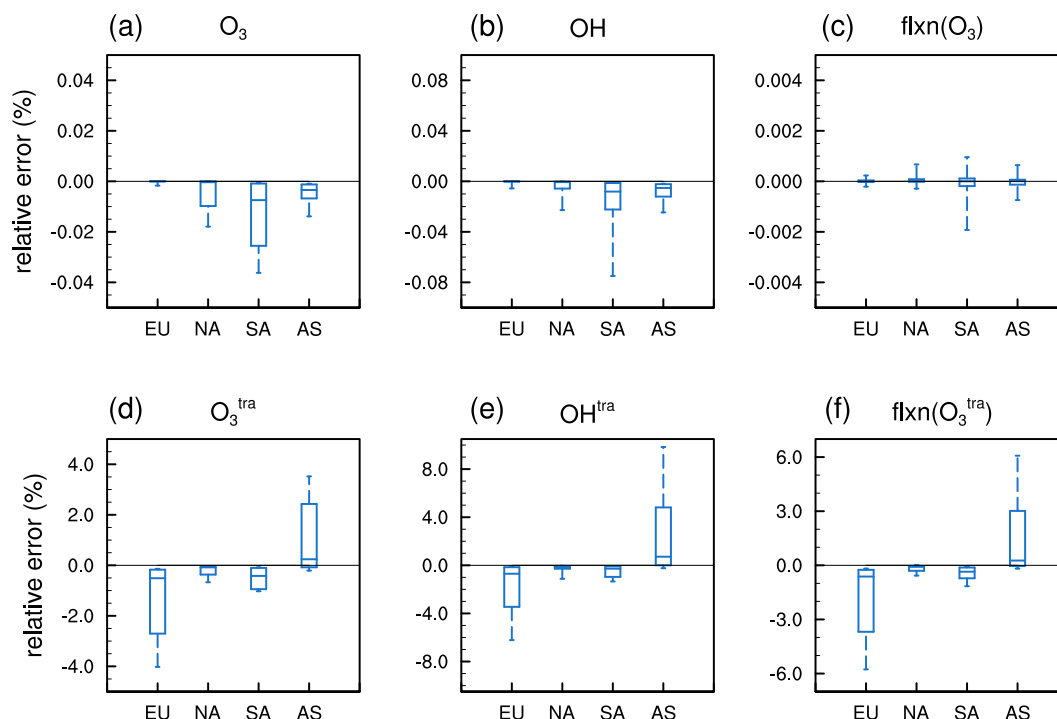 (a) O₃
(b) OH
(c) flxn(O₃)
relative error (%)
0.04
0.02
0.00
-0.02
-0.04
EU NA SA AS
0.08
0.04
0.00
-0.04
-0.08
EU NA SA AS
0.004
0.002
0.000
-0.002
-0.004
EU NA SA AS
(d) O₃ᵗʳᵃ
(e) OHᵗʳᵃ
(f) flxn(O₃ᵗʳᵃ)
relative error (%)
4.0
2.0
0.0
-2.0
-4.0
EU NA SA AS
8.0
4.0
0.0
-4.0
-8.0
EU NA SA AS
6.0
3.0
0.0
-3.0
-6.0
EU NA SA AS